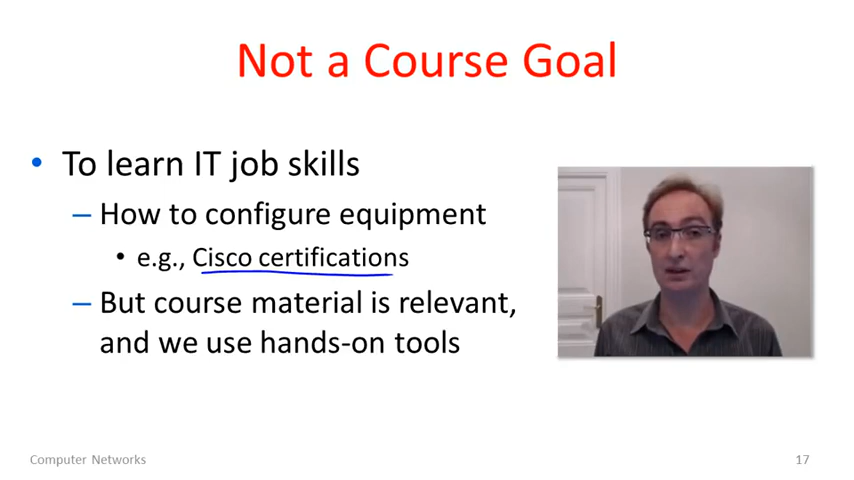 Not a Course Goal
• To learn IT job skills
– How to configure equipment
• e.g., Cisco certifications
– But course material is relevant,
and we use hands-on tools
Computer Networks
17